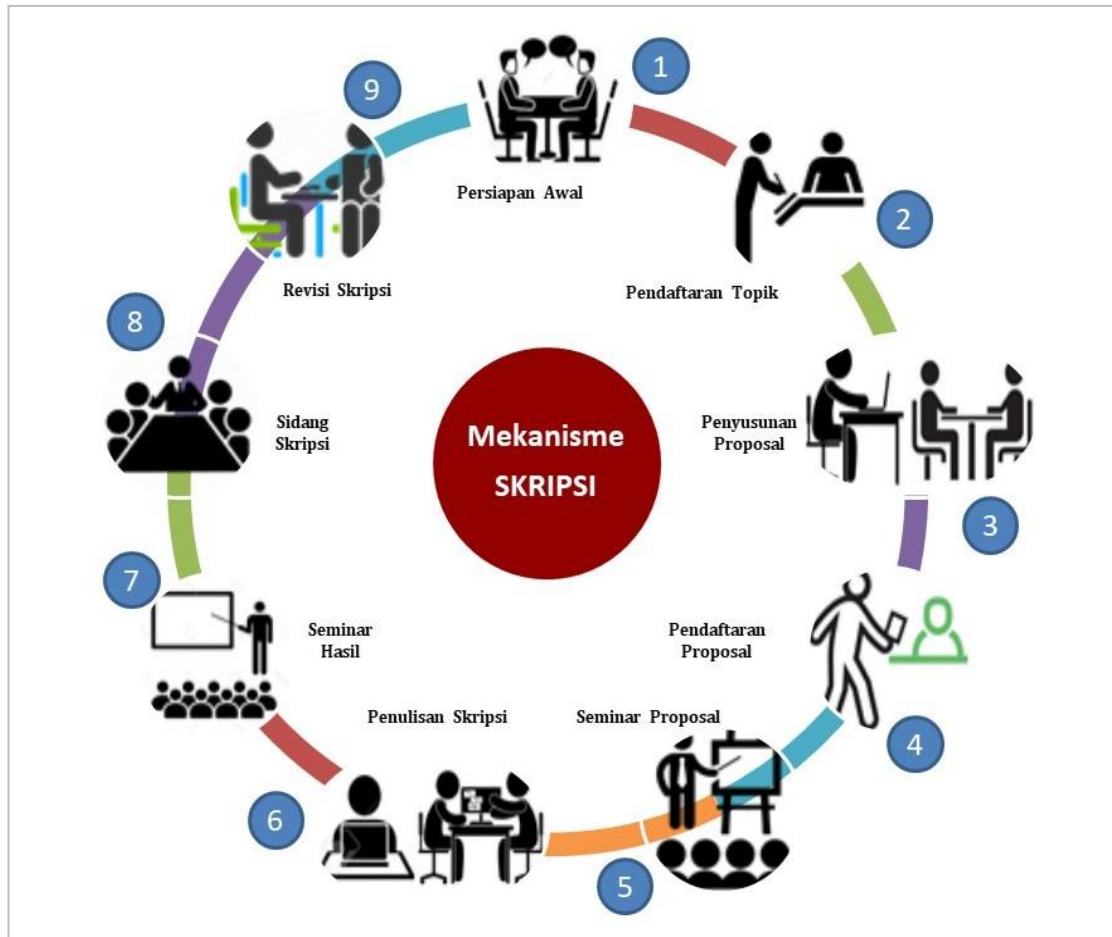 1
Persiapan Awal
2
Pendaftaran Topik
3
Penyusunan
Proposal
4
Pendaftaran
Proposal
5
Seminar Proposal
6
Penulisan Skripsi
7
Seminar
Hasil
8
Sidang
Skripsi
9
Revisi Skripsi
Mekanisme
SKRIPSI